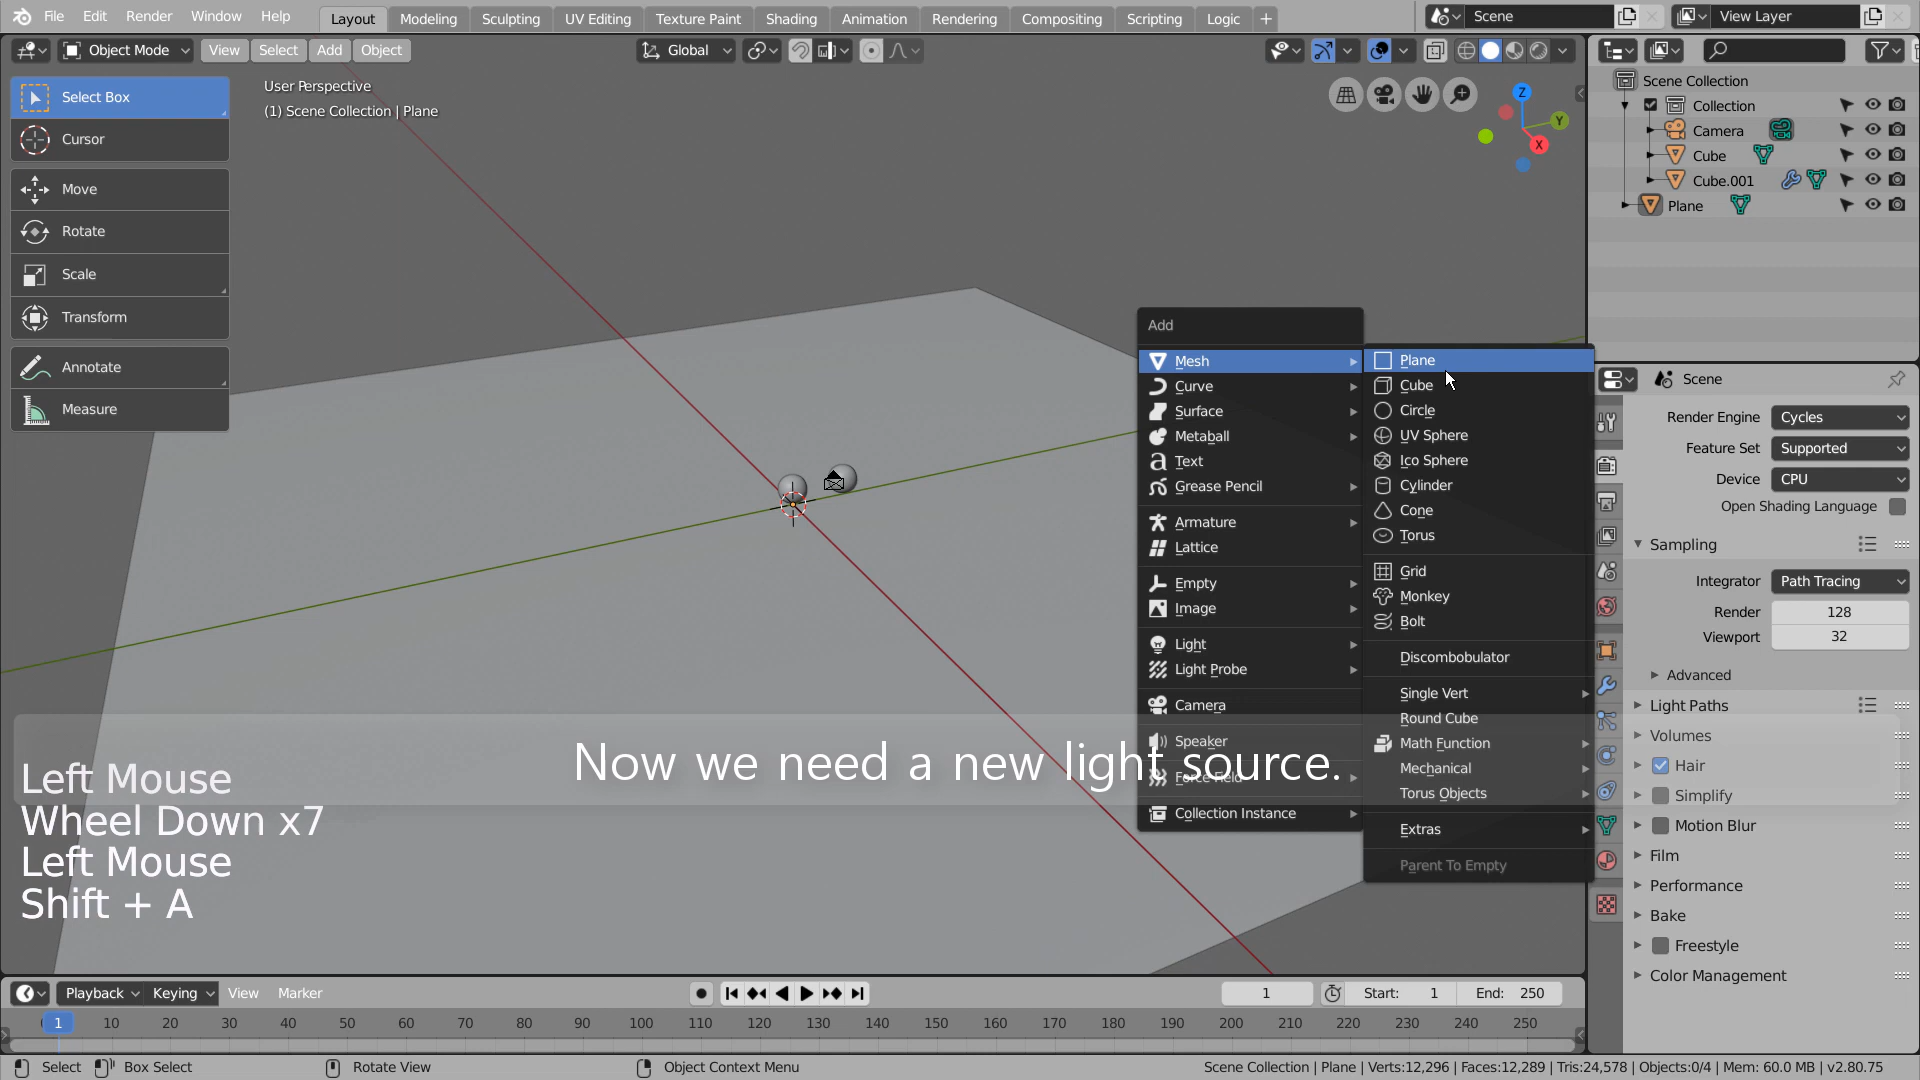 File Edit Render Window Help Layout Modeling Sculpting UV Editing Texture Paint Shading Animation Rendering Compositing Scripting Logic + Scene View Layer
Object Mode View Select Add Object Global
Select Box
Cursor
Move
Rotate
Scale
Transform
Annotate
Measure
User Perspective
(1) Scene Collection | Plane
Z
Y
X
Add
Mesh
Curve
Surface
Metaball
Text
Grease Pencil
Armature
Lattice
Empty
Image
Light
Light Probe
Camera
Speaker
Force Field
Collection Instance
Plane
Cube
Circle
UV Sphere
Ico Sphere
Cylinder
Cone
Torus
Grid
Monkey
Bolt
Discombobulator
Single Vert
Round Cube
Math Function
Mechanical
Torus Objects
Extras
Parent To Empty
Now we need a new light source.
Left Mouse
Wheel Down x7
Left Mouse
Shift + A
Scene Collection
Collection
Camera
Cube
Cube.001
Plane
Scene
Render Engine Cycles
Feature Set Supported
Device CPU
Open Shading Language
Sampling
Integrator Path Tracing
Render 128
Viewport 32
Advanced
Light Paths
Volumes
Hair
Simplify
Motion Blur
Film
Performance
Bake
Freestyle
Color Management
Playback Keying View Marker 1 Start: 1 End: 250
1 10 20 30 40 50 60 70 80 90 100 110 120 130 140 150 160 170 180 190 200 210 220 230 240 250
Select Box Select Rotate View Object Context Menu Scene Collection | Plane | Verts:12,296 | Faces:12,289 | Tris:24,578 | Objects:0/4 | Mem: 60.0 MB | v2.80.75